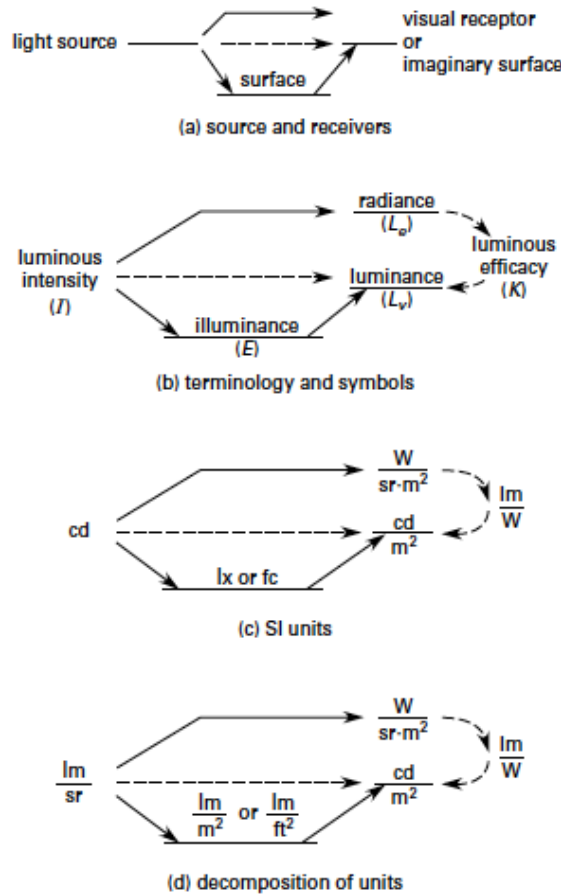 light source
surface
visual receptor
or
imaginary surface
(a) source and receivers
luminous
intensity
(I)
radiance
(Lₑ)
luminous
efficacy
(K)
luminance
(Lᵥ)
illuminance
(E)
(b) terminology and symbols
cd
W
sr·m²
lm
W
cd
m²
lx or fc
(c) SI units
lm
sr
W
sr·m²
lm
W
cd
m²
lm or lm
m² ft²
(d) decomposition of units